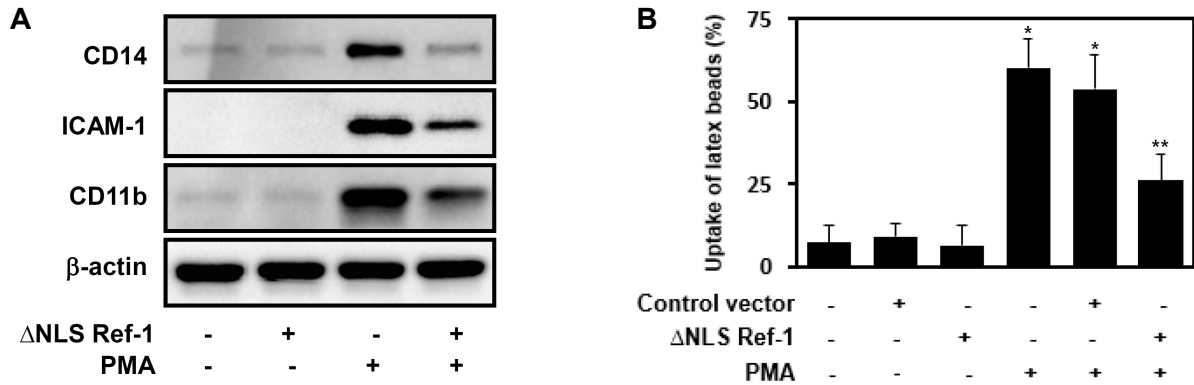 A
CD14
ICAM-1
CD11b
β-actin
ΔNLS Ref-1 - + - +
PMA - - + +
B
Uptake of latex beads (%)
75
50
25
0
* * **
Control vector - + - - + -
ΔNLS Ref-1 - - + - - +
PMA - - - + + +